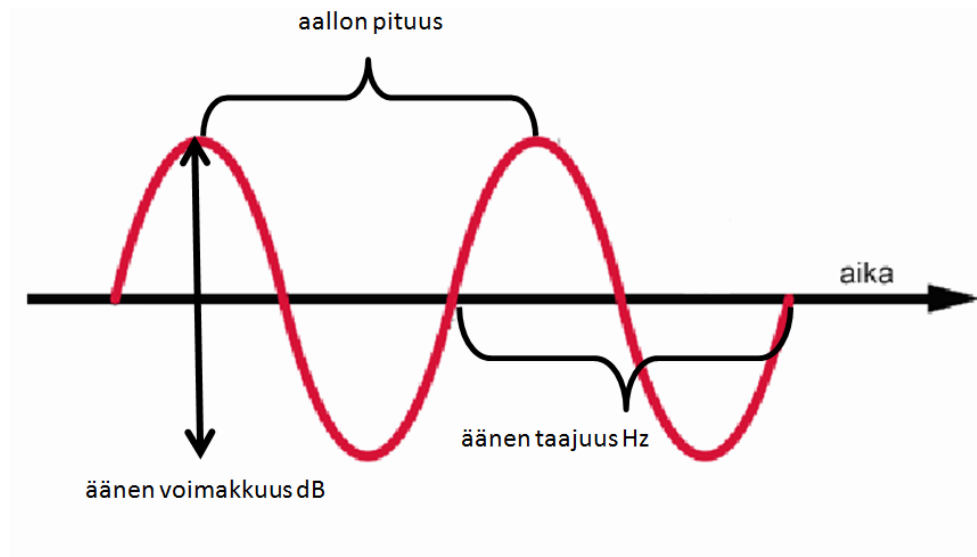 aallon pituus
aika
äänen taajuus Hz
äänen voimakkuus dB